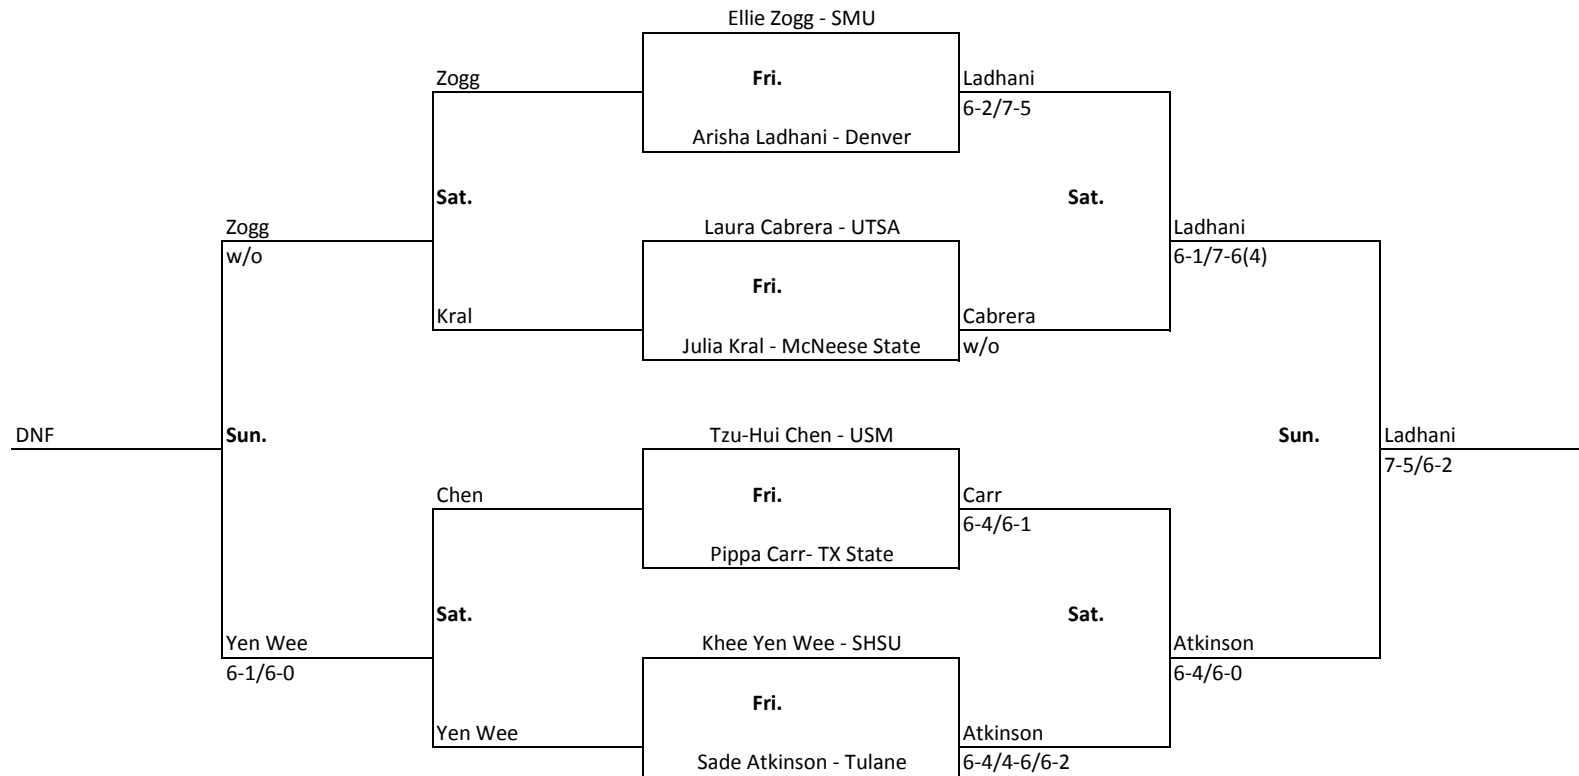 Ellie Zogg - SMU
Zogg
Fri.
Ladhani
6-2/7-5
Arisha Ladhani - Denver
Sat.
Sat.
Zogg
Laura Cabrera - UTSA
Ladhani
w/o
6-1/7-6(4)
Fri.
Kral
Cabrera
Julia Kral - McNeese State
w/o
DNF
Sun.
Tzu-Hui Chen - USM
Sun.
Ladhani
7-5/6-2
Chen
Fri.
Carr
6-4/6-1
Pippa Carr- TX State
Sat.
Sat.
Yen Wee
Khee Yen Wee - SHSU
Atkinson
6-1/6-0
6-4/6-0
Fri.
Yen Wee
Atkinson
Sade Atkinson - Tulane
6-4/4-6/6-2